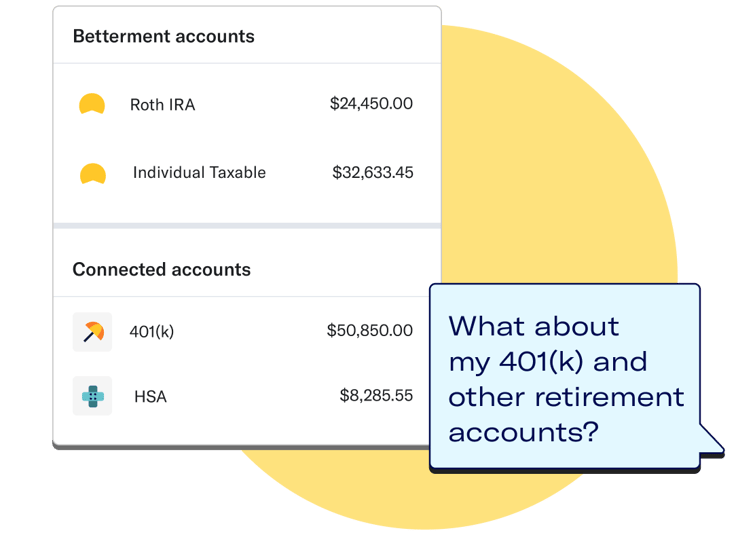 Betterment accounts
Roth IRA $24,450.00
Individual Taxable $32,633.45
Connected accounts
401(k) $50,850.00
HSA $8,285.55
What about
my 401(k) and
other retirement
accounts?